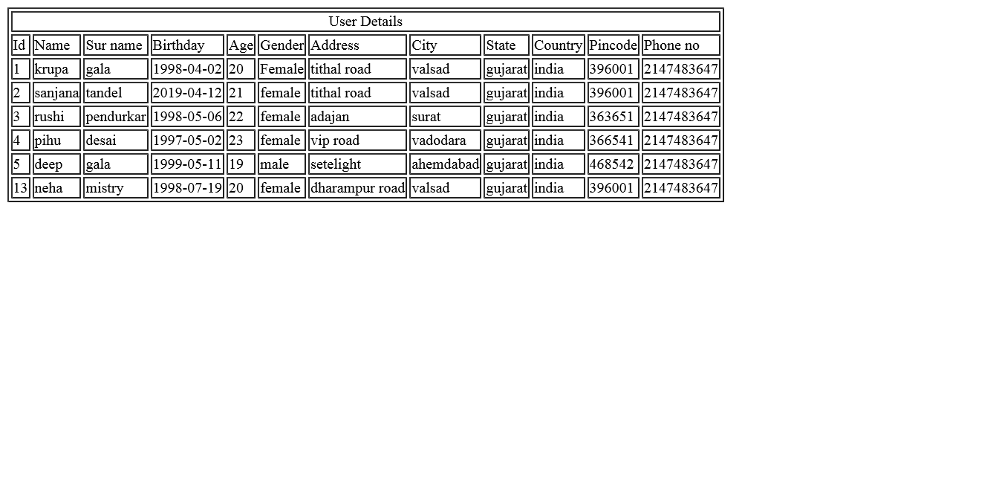 User Details
Id Name Sur name Birthday Age Gender Address City State Country Pincode Phone no
1 krupa gala 1998-04-02 20 Female tithal road valsad gujarat india 396001 2147483647
2 sanjana tandel 2019-04-12 21 female tithal road valsad gujarat india 396001 2147483647
3 rushi pendurkar 1998-05-06 22 female adajan surat gujarat india 363651 2147483647
4 pihu desai 1997-05-02 23 female vip road vadodara gujarat india 366541 2147483647
5 deep gala 1999-05-11 19 male setelight ahemdabad gujarat india 468542 2147483647
13 neha mistry 1998-07-19 20 female dharampur road valsad gujarat india 396001 2147483647